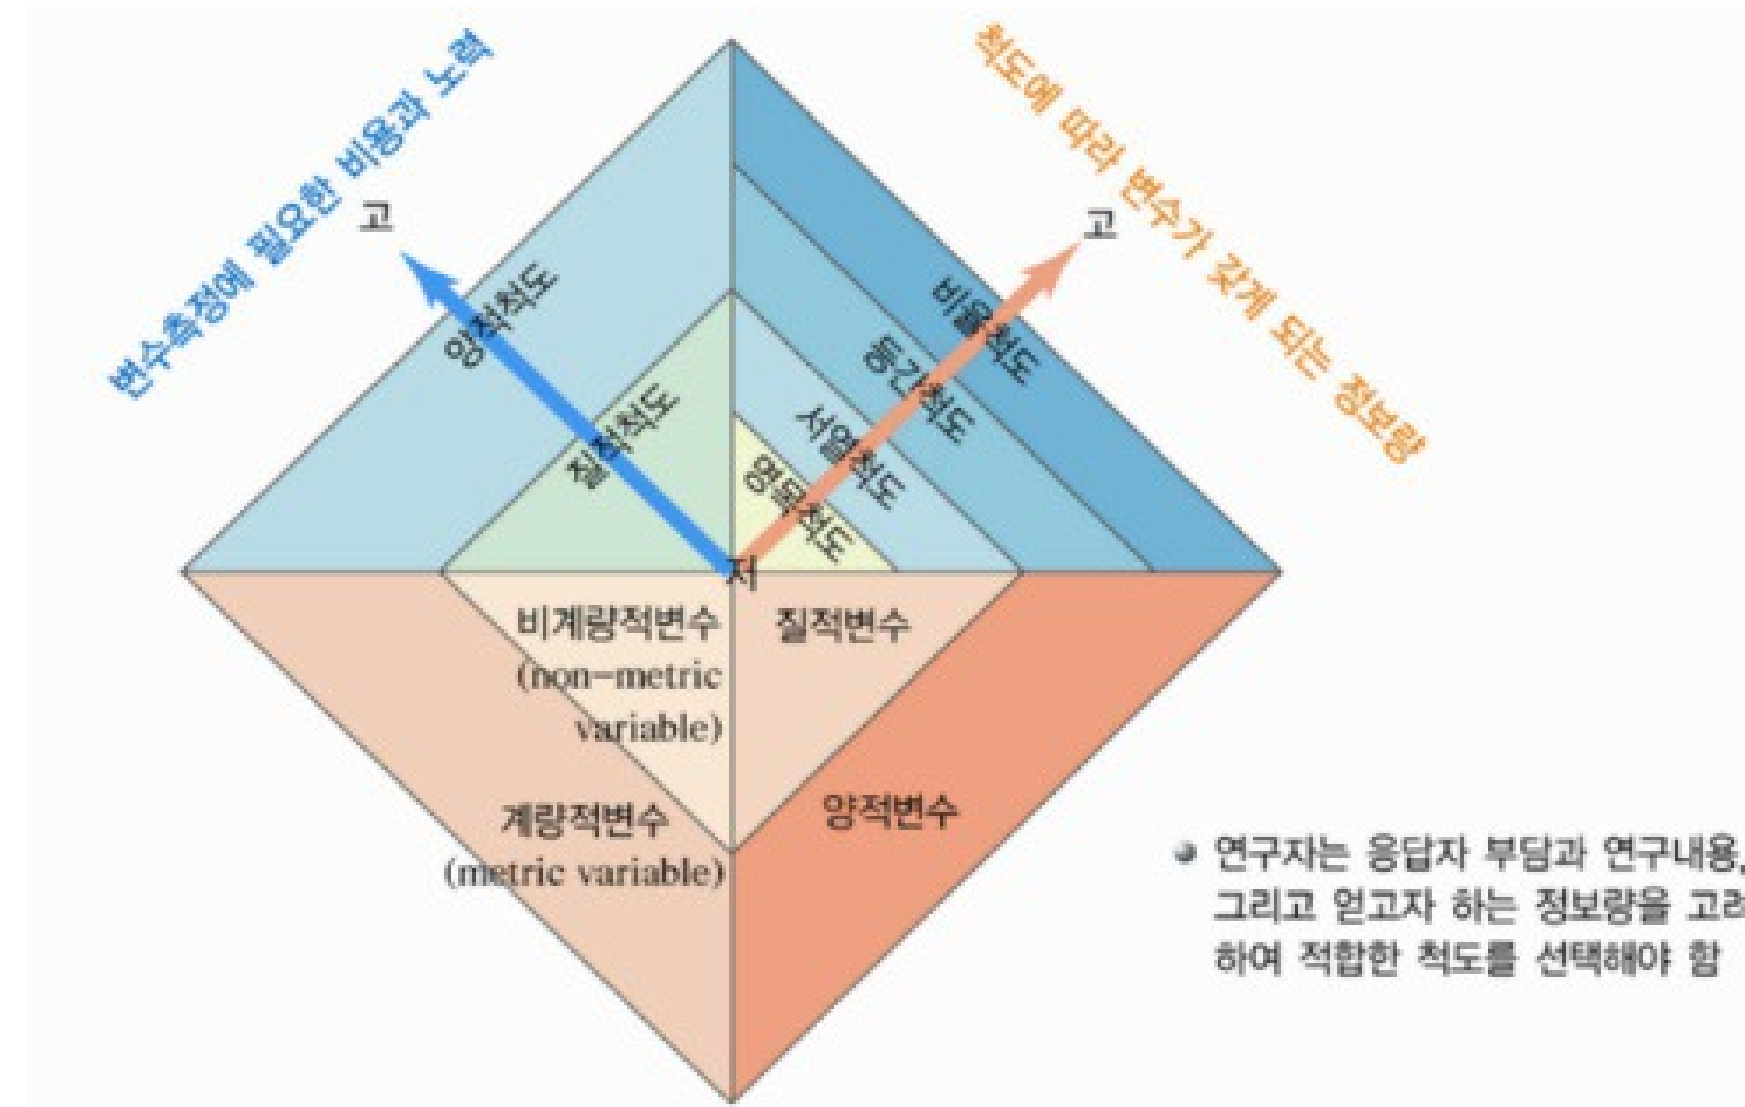 변수측정에 필요한 비용과 노력
척도에 따라 변수가 갖게 되는 정보량
고
고
양적척도
질적척도
비율척도
등간척도
서열척도
명목척도
저
비계량적변수
(non-metric
variable)
질적변수
계량적변수
(metric variable)
양적변수
연구자는 응답자 부담과 연구내용,
그리고 얻고자 하는 정보량을 고려
하여 적합한 척도를 선택해야 함